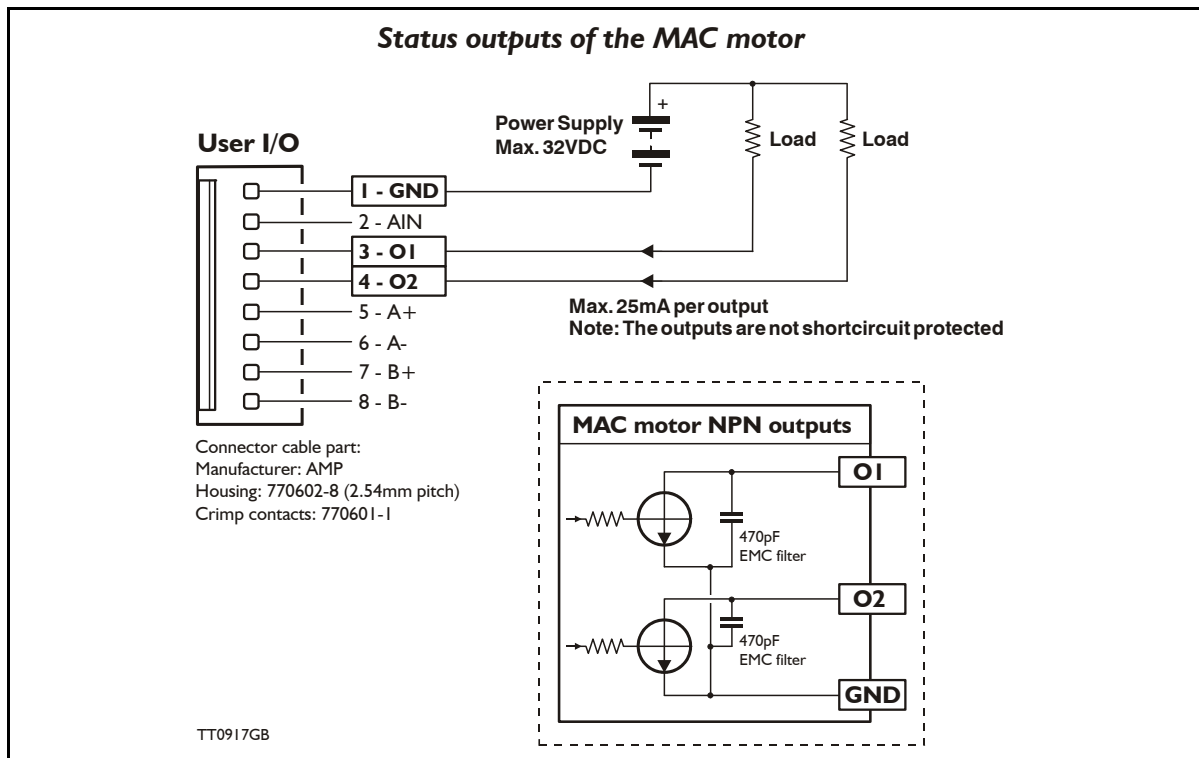 Status outputs of the MAC motor
User I/O
Power Supply
Max. 32VDC
+
Load
Load
1 - GND
2 - AIN
3 - O1
4 - O2
5 - A+
6 - A-
7 - B+
8 - B-
Max. 25mA per output
Note: The outputs are not shortcircuit protected
Connector cable part:
Manufacturer: AMP
Housing: 770602-8 (2.54mm pitch)
Crimp contacts: 770601-1
MAC motor NPN outputs
O1
470pF
EMC filter
O2
470pF
EMC filter
GND
TT0917GB